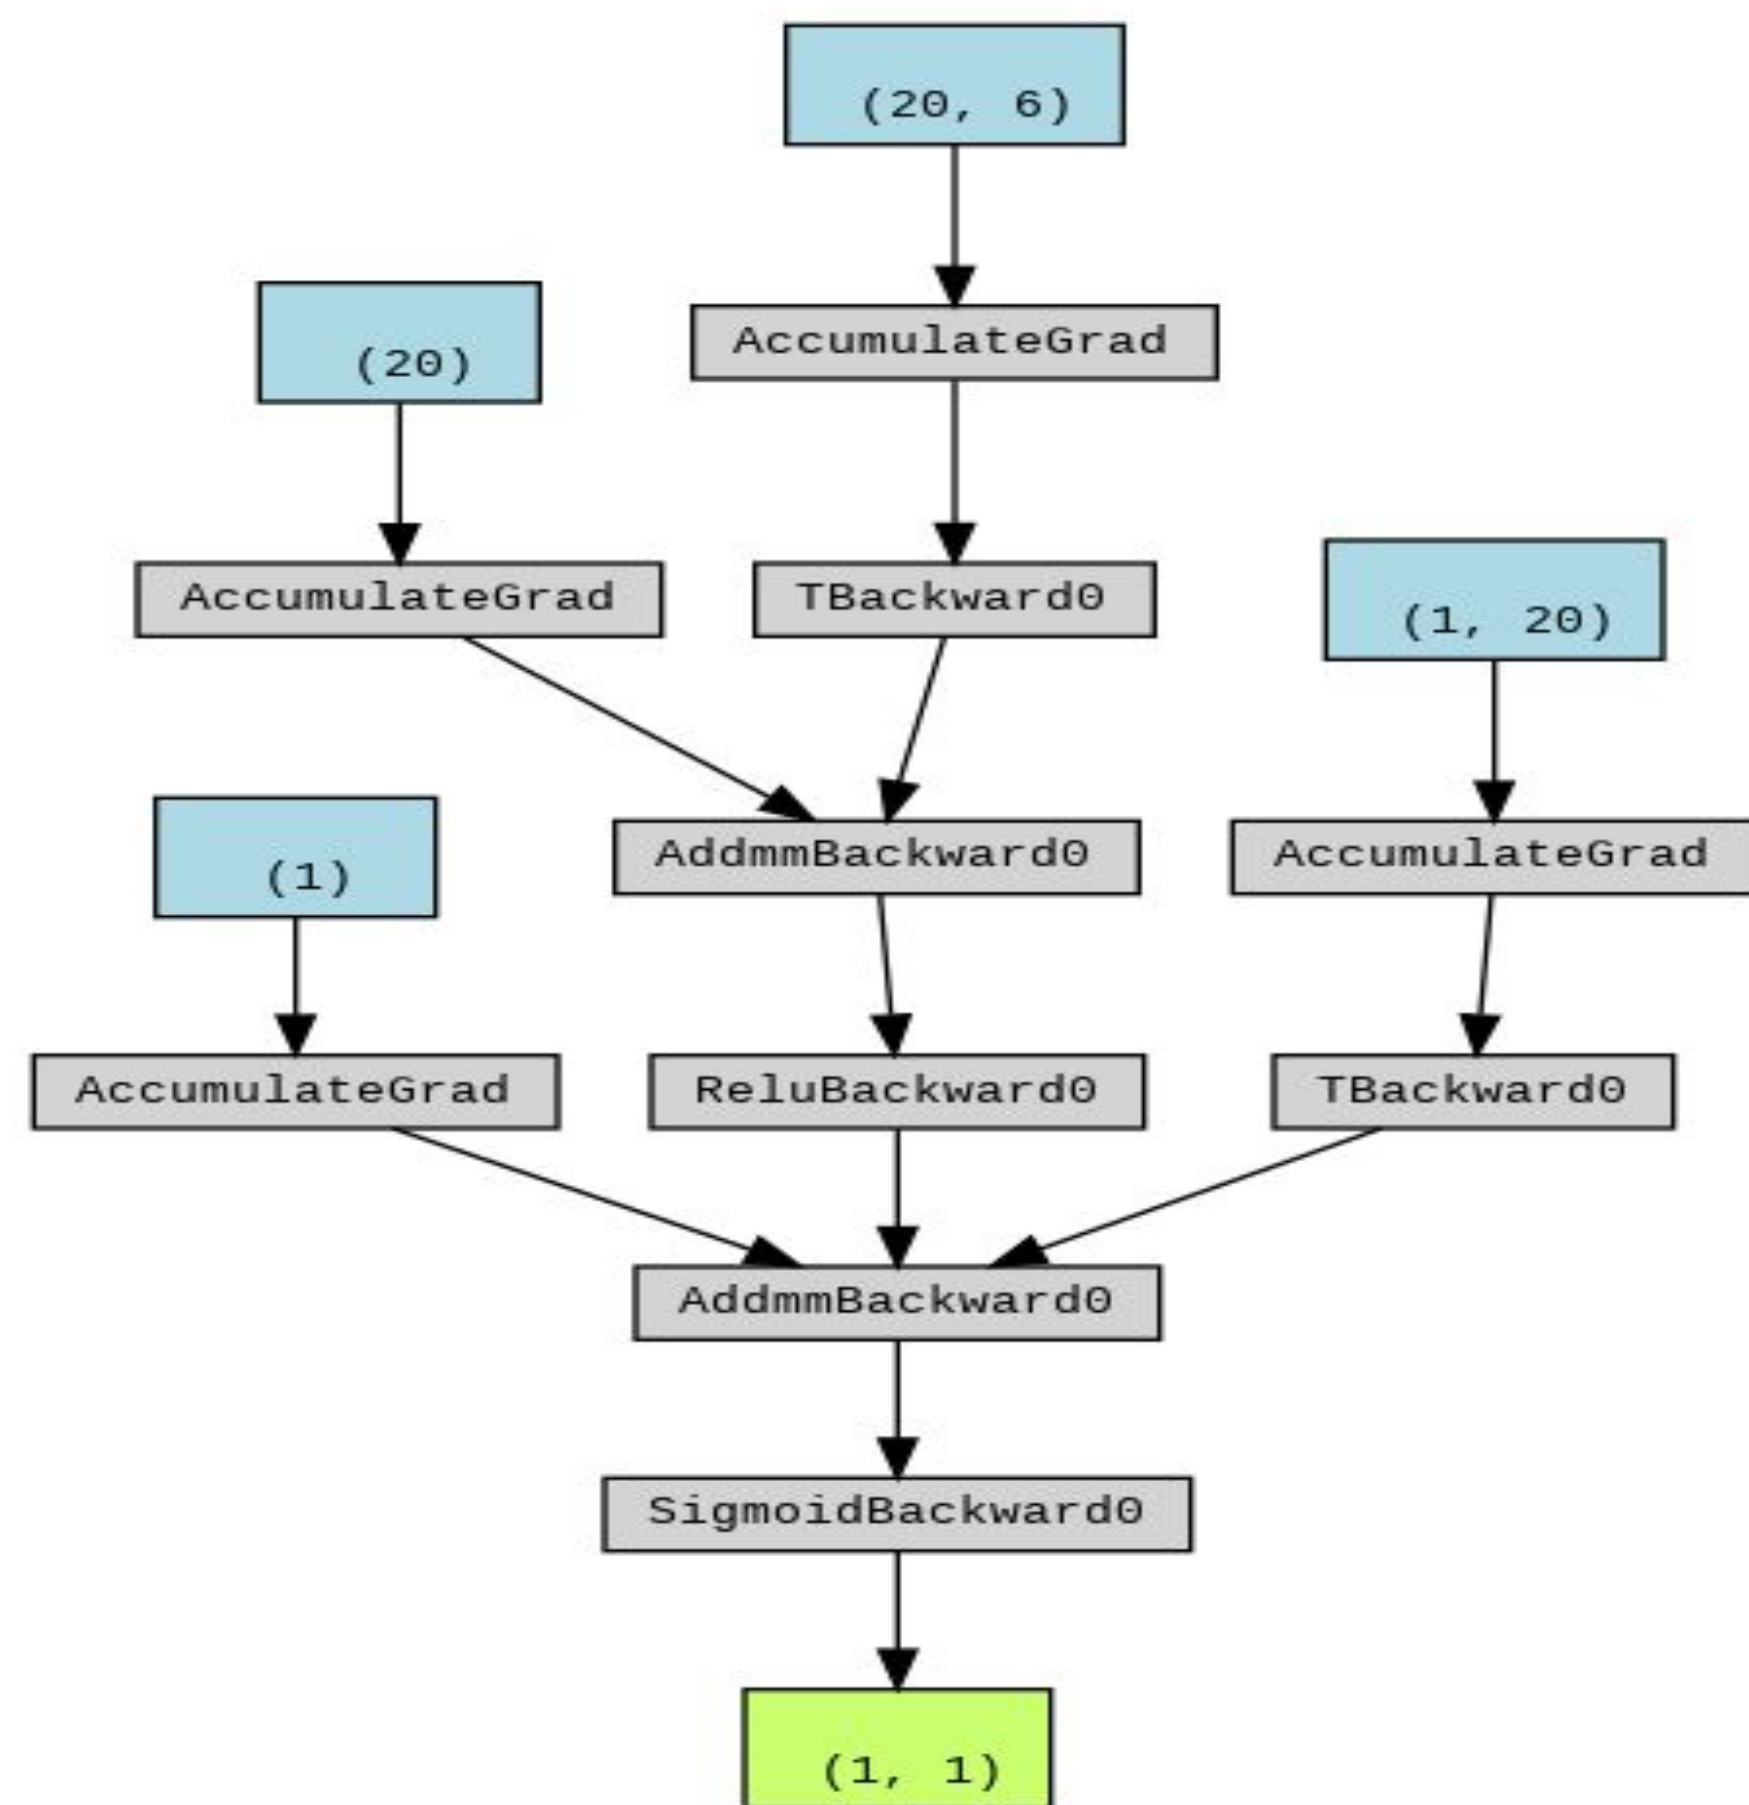 (20, 6)
(20)
AccumulateGrad
AccumulateGrad
TBackward0
(1, 20)
(1)
AddmmBackward0
AccumulateGrad
AccumulateGrad
ReluBackward0
TBackward0
AddmmBackward0
SigmoidBackward0
(1, 1)